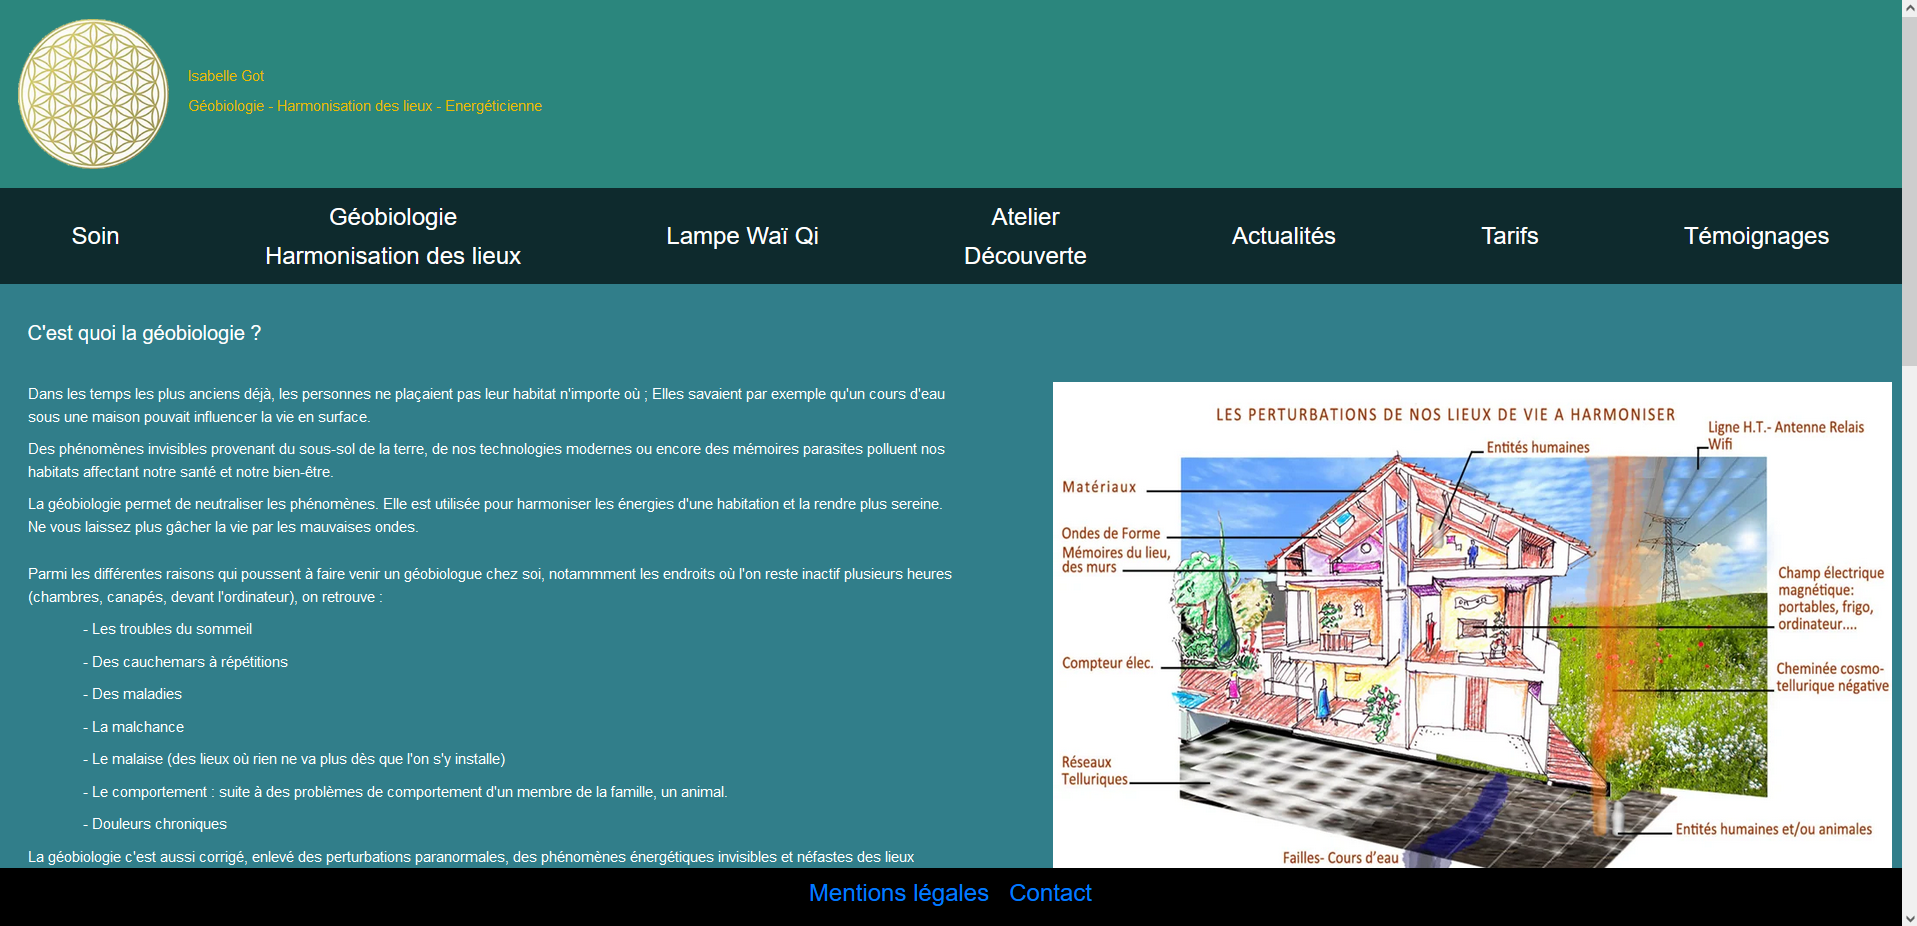 Isabelle Got
Géobiologie - Harmonisation des lieux - Energéticienne
Soin
Géobiologie
Harmonisation des lieux
Lampe Waï Qi
Atelier
Découverte
Actualités
Tarifs
Témoignages
C'est quoi la géobiologie ?
Dans les temps les plus anciens déjà, les personnes ne plaçaient pas leur habitat n'importe où ; Elles savaient par exemple qu'un cours d'eau
sous une maison pouvait influencer la vie en surface.
Des phénomènes invisibles provenant du sous-sol de la terre, de nos technologies modernes ou encore des mémoires parasites polluent nos
habitats affectant notre santé et notre bien-être.
La géobiologie permet de neutraliser les phénomènes. Elle est utilisée pour harmoniser les énergies d'une habitation et la rendre plus sereine.
Ne vous laissez plus gâcher la vie par les mauvaises ondes.
Parmi les différentes raisons qui poussent à faire venir un géobiologue chez soi, notammment les endroits où l'on reste inactif plusieurs heures
(chambres, canapés, devant l'ordinateur), on retrouve :
- Les troubles du sommeil
- Des cauchemars à répétitions
- Des maladies
- La malchance
- Le malaise (des lieux où rien ne va plus dès que l'on s'y installe)
- Le comportement : suite à des problèmes de comportement d'un membre de la famille, un animal.
- Douleurs chroniques
La géobiologie c'est aussi corrigé, enlevé des perturbations paranormales, des phénomènes énergétiques invisibles et néfastes des lieux
LES PERTURBATIONS DE NOS LIEUX DE VIE A HARMONISER
Ligne H.T.- Antenne Relais
Wifi
Entités humaines
Matériaux
Ondes de Forme
Mémoires du lieu,
des murs
Champ électrique
magnétique:
portables, frigo,
ordinateur....
Compteur élec.
Cheminée cosmo-
tellurique négative
Réseaux
Telluriques
Entités humaines et/ou animales
Failles- Cours d'eau
Mentions légales
Contact